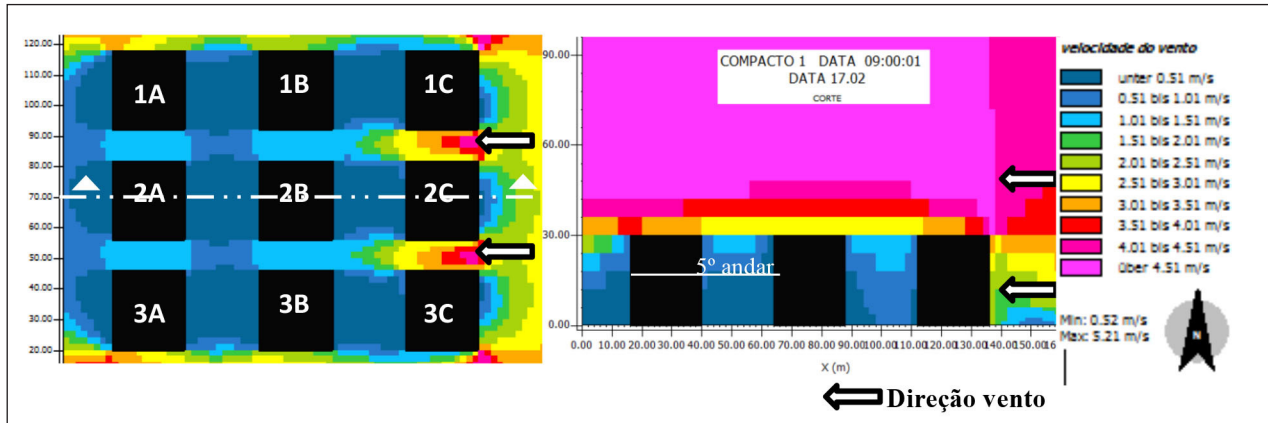 120.00
110.00
100.00
90.00
80.00
70.00
60.00
50.00
40.00
30.00
20.00
1A 1B 1C
2A 2B 2C
3A 3B 3C
90.00
60.00
30.00
0.00
COMPACTO 1 DATA 09:00:01
DATA 17.02
CORTE
5º andar
0.00 10.00 20.00 30.00 40.00 50.00 60.00 70.00 80.00 90.00 100.00 110.00 120.00 130.00 140.00 150.00 16
X (m)
Direção vento
velocidade do vento
unter 0.51 m/s
0.51 bis 1.01 m/s
1.01 bis 1.51 m/s
1.51 bis 2.01 m/s
2.01 bis 2.51 m/s
2.51 bis 3.01 m/s
3.01 bis 3.51 m/s
3.51 bis 4.01 m/s
4.01 bis 4.51 m/s
über 4.51 m/s
Min: 0.52 m/s
Max: 5.21 m/s
N